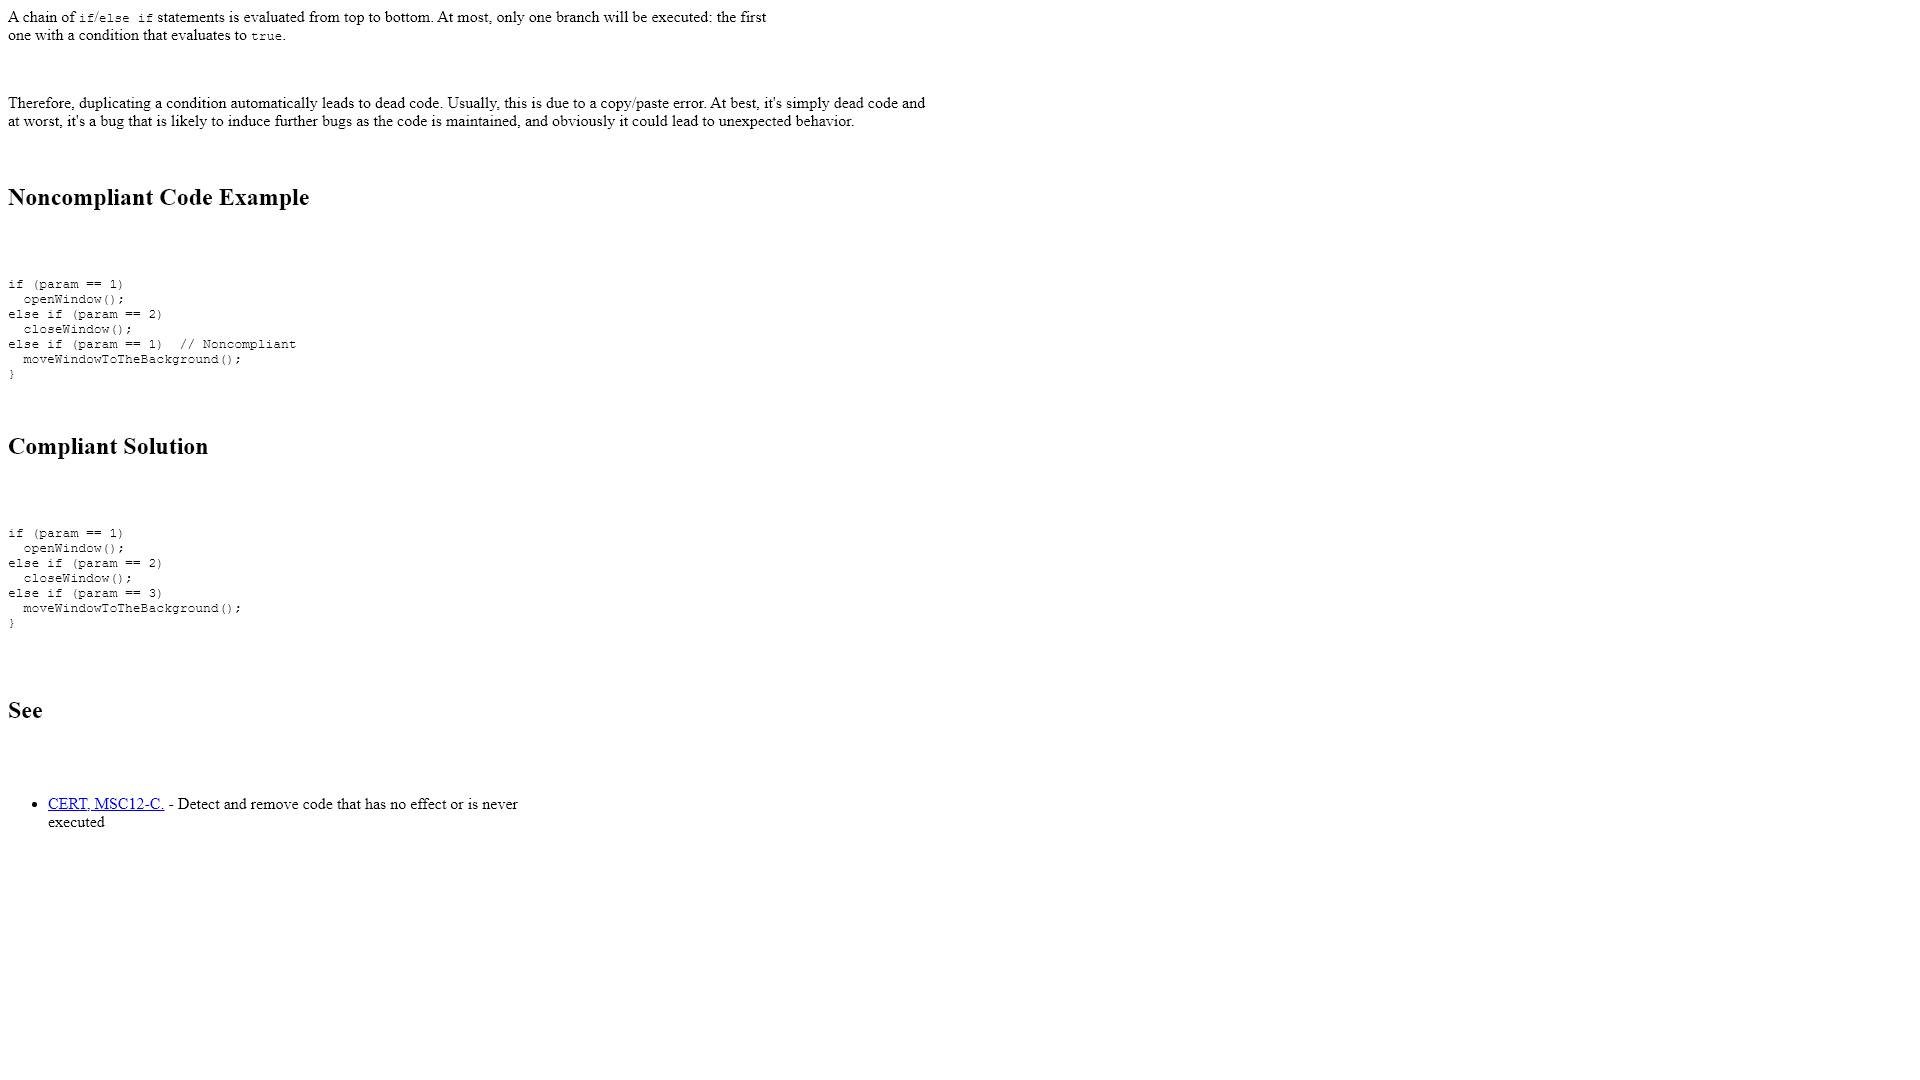 A chain of if/else if statements is evaluated from top to bottom. At most, only one branch will be executed: the first
one with a condition that evaluates to true.
Therefore, duplicating a condition automatically leads to dead code. Usually, this is due to a copy/paste error. At best, it's simply dead code and
at worst, it's a bug that is likely to induce further bugs as the code is maintained, and obviously it could lead to unexpected behavior.
Noncompliant Code Example
if (param == 1)
  openWindow();
else if (param == 2)
  closeWindow();
else if (param == 1)  // Noncompliant
  moveWindowToTheBackground();
}
Compliant Solution
if (param == 1)
  openWindow();
else if (param == 2)
  closeWindow();
else if (param == 3)
  moveWindowToTheBackground();
}
See
• CERT, MSC12-C. - Detect and remove code that has no effect or is never
executed